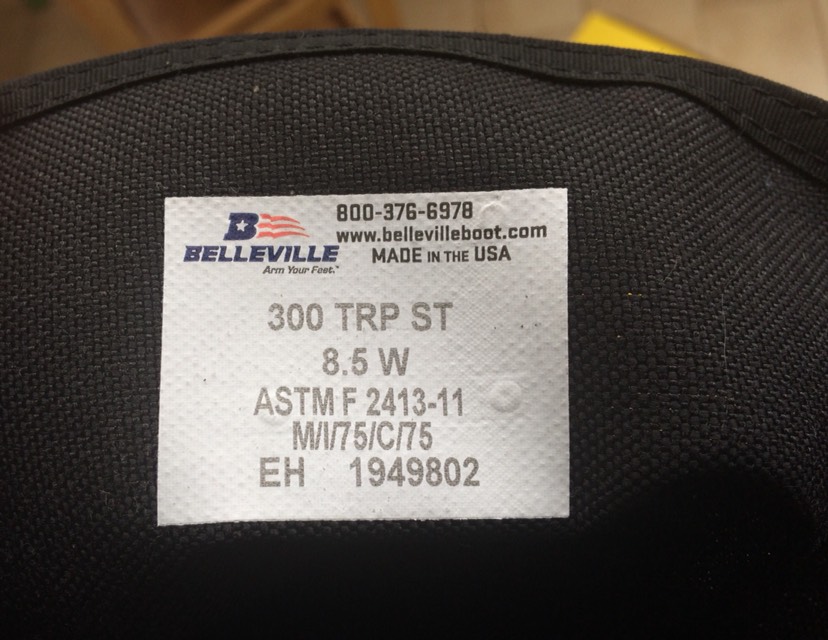 B
800-376-6978
www.bellevilleboot.com
BELLEVILLE
MADE IN THE USA
Arm Your Feet.™
300 TRP ST
8.5 W
ASTM F 2413-11
M/I/75/C/75
EH 1949802